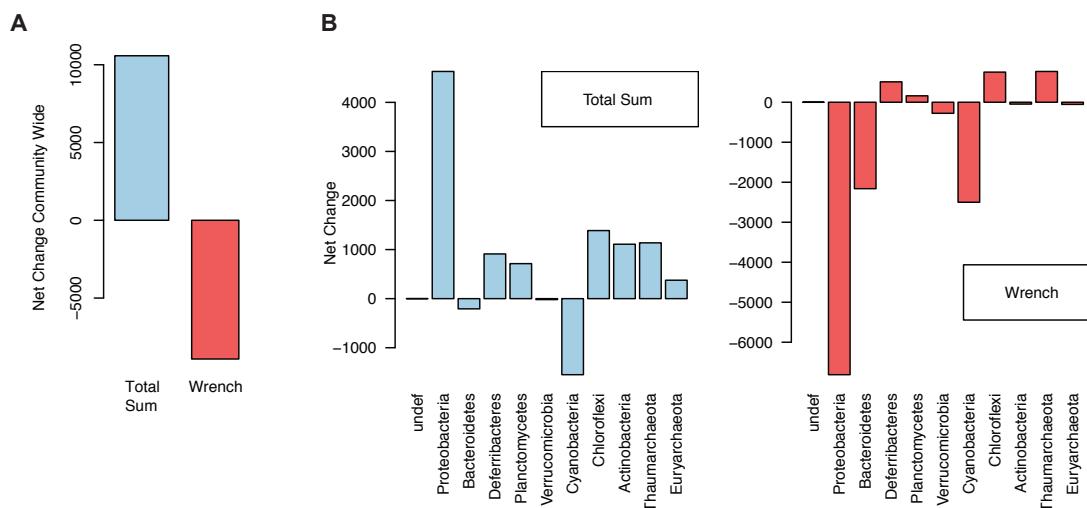 A
Net Change Community Wide
10000
5000
0
−5000
Total
Sum
Wrench
B
Net Change
4000
3000
2000
1000
0
−1000
Total Sum
undef
Proteobacteria
Bacteroidetes
Deferribacteres
Planctomycetes
Verrucomicrobia
Cyanobacteria
Chloroflexi
Actinobacteria
Thaumarchaeota
Euryarchaeota
0
−1000
−2000
−3000
−4000
−5000
−6000
Wrench
undef
Proteobacteria
Bacteroidetes
Deferribacteres
Planctomycetes
Verrucomicrobia
Cyanobacteria
Chloroflexi
Actinobacteria
Thaumarchaeota
Euryarchaeota